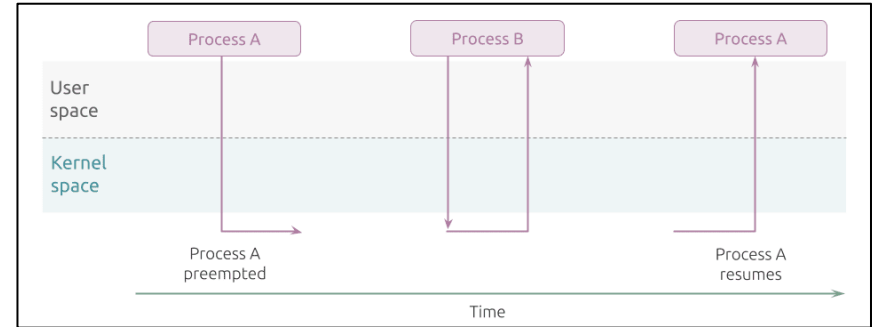 Process A
Process B
Process A
User
space
Kernel
space
Process A
preempted
Process A
resumes
Time